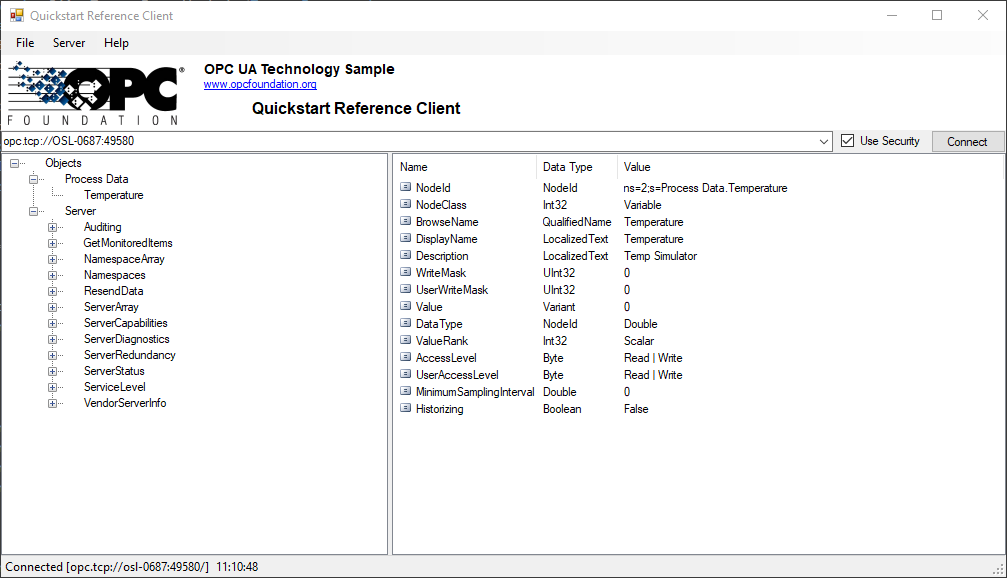 Quickstart Reference Client
File Server Help
OPC
FOUNDATION
®
OPC UA Technology Sample
www.opcfoundation.org
Quickstart Reference Client
opc.tcp://OSL-0687:49580
Use Security
Connect
Objects
Process Data
Temperature
Server
Auditing
GetMonitoredItems
NamespaceArray
Namespaces
ResendData
ServerArray
ServerCapabilities
ServerDiagnostics
ServerRedundancy
ServerStatus
ServiceLevel
VendorServerInfo
Name Data Type Value
NodeId NodeId ns=2;s=Process Data.Temperature
NodeClass Int32 Variable
BrowseName QualifiedName Temperature
DisplayName LocalizedText Temperature
Description LocalizedText Temp Simulator
WriteMask UInt32 0
UserWriteMask UInt32 0
Value Variant 0
DataType NodeId Double
ValueRank Int32 Scalar
AccessLevel Byte Read | Write
UserAccessLevel Byte Read | Write
MinimumSamplingInterval Double 0
Historizing Boolean False
Connected [opc.tcp://osl-0687:49580/] 11:10:48